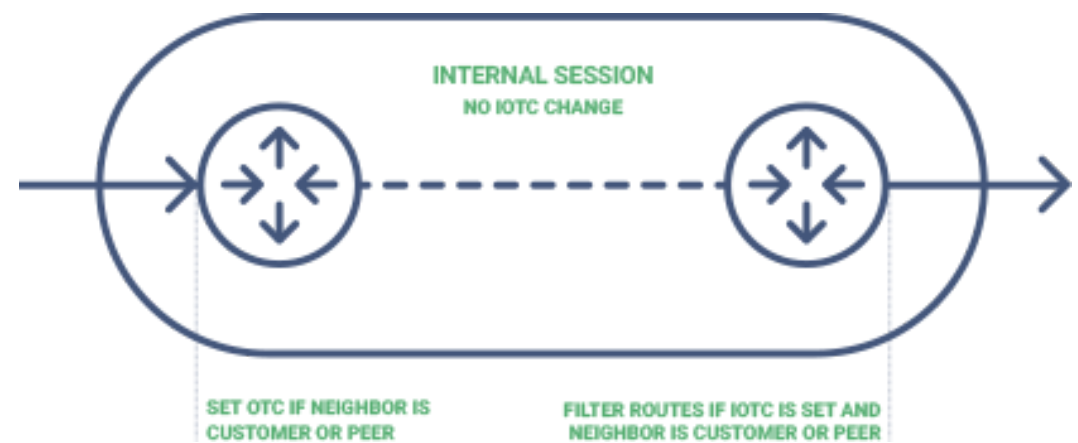 INTERNAL SESSION
NO IOTC CHANGE
SET OTC IF NEIGHBOR IS
CUSTOMER OR PEER
FILTER ROUTES IF IOTC IS SET AND
NEIGHBOR IS CUSTOMER OR PEER